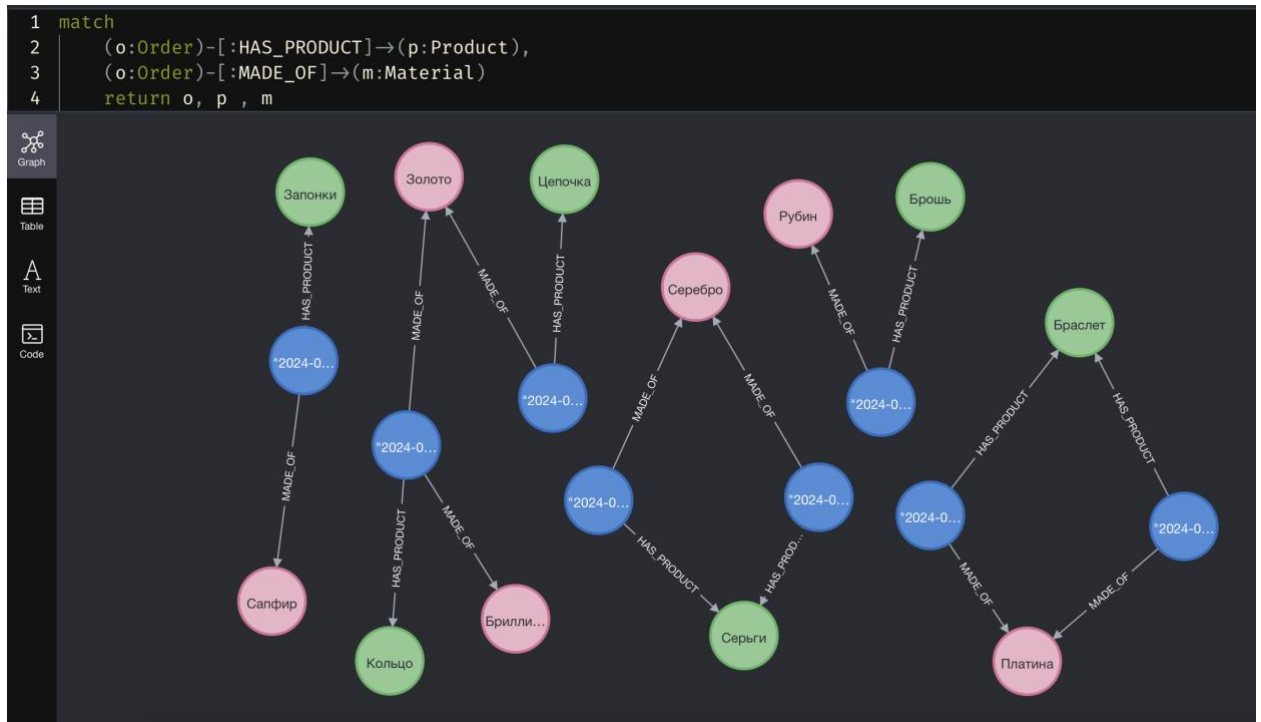 1 match
2 (o:Order)-[:HAS_PRODUCT]→(p:Product),
3 (o:Order)-[:MADE_OF]→(m:Material)
4 return o, p , m
Graph
Table
Text
Code
Запонки
HAS_PRODUCT
"2024-0...
MADE_OF
Сапфир
Золото
MADE_OF
MADE_OF
"2024-0...
HAS_PRODUCT
Кольцо
MADE_OF
Брилли...
Цепочка
HAS_PRODUCT
"2024-0...
Серебро
MADE_OF
MADE_OF
"2024-0...
"2024-0...
HAS_PRODUCT
HAS_PROD...
Серьги
Рубин
Брошь
MADE_OF
HAS_PRODUCT
"2024-0...
Браслет
HAS_PRODUCT
HAS_PRODUCT
"2024-0...
"2024-0...
MADE_OF
MADE_OF
Платина